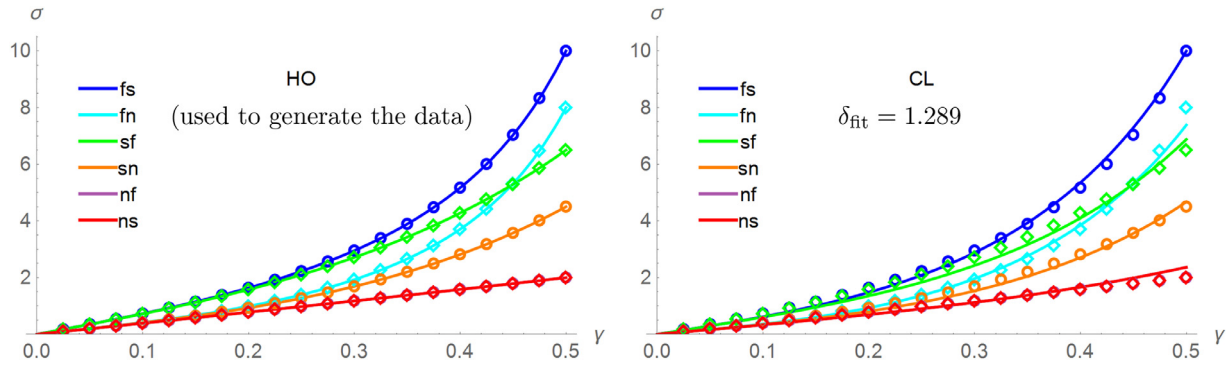 σ
10
8
6
4
2
fs
fn
sf
sn
nf
ns
HO
(used to generate the data)
0.0 0.1 0.2 0.3 0.4 0.5 γ
σ
10
8
6
4
2
fs
fn
sf
sn
nf
ns
CL
δfit = 1.289
0.0 0.1 0.2 0.3 0.4 0.5 γ